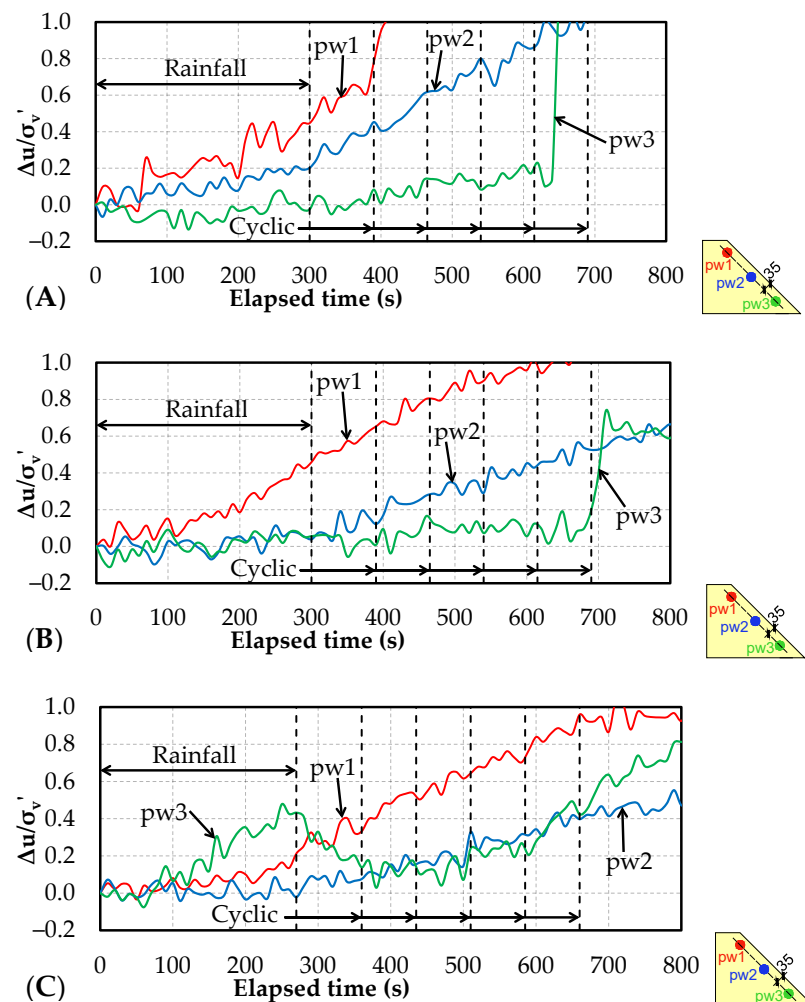 1.0
0.8
0.6
0.4
0.2
0.0
−0.2
Δu/σv'
Rainfall
pw1
pw2
pw3
Cyclic
0 100 200 300 400 500 600 700 800
Elapsed time (s)
(A)
pw1
pw2
pw3
35
1.0
0.8
0.6
0.4
0.2
0.0
−0.2
Δu/σv'
Rainfall
pw1
pw2
pw3
Cyclic
0 100 200 300 400 500 600 700 800
Elapsed time (s)
(B)
pw1
pw2
pw3
35
1.0
0.8
0.6
0.4
0.2
0.0
−0.2
Δu/σv'
Rainfall
pw1
pw3
pw2
Cyclic
0 100 200 300 400 500 600 700 800
Elapsed time (s)
(C)
pw1
pw2
pw3
35